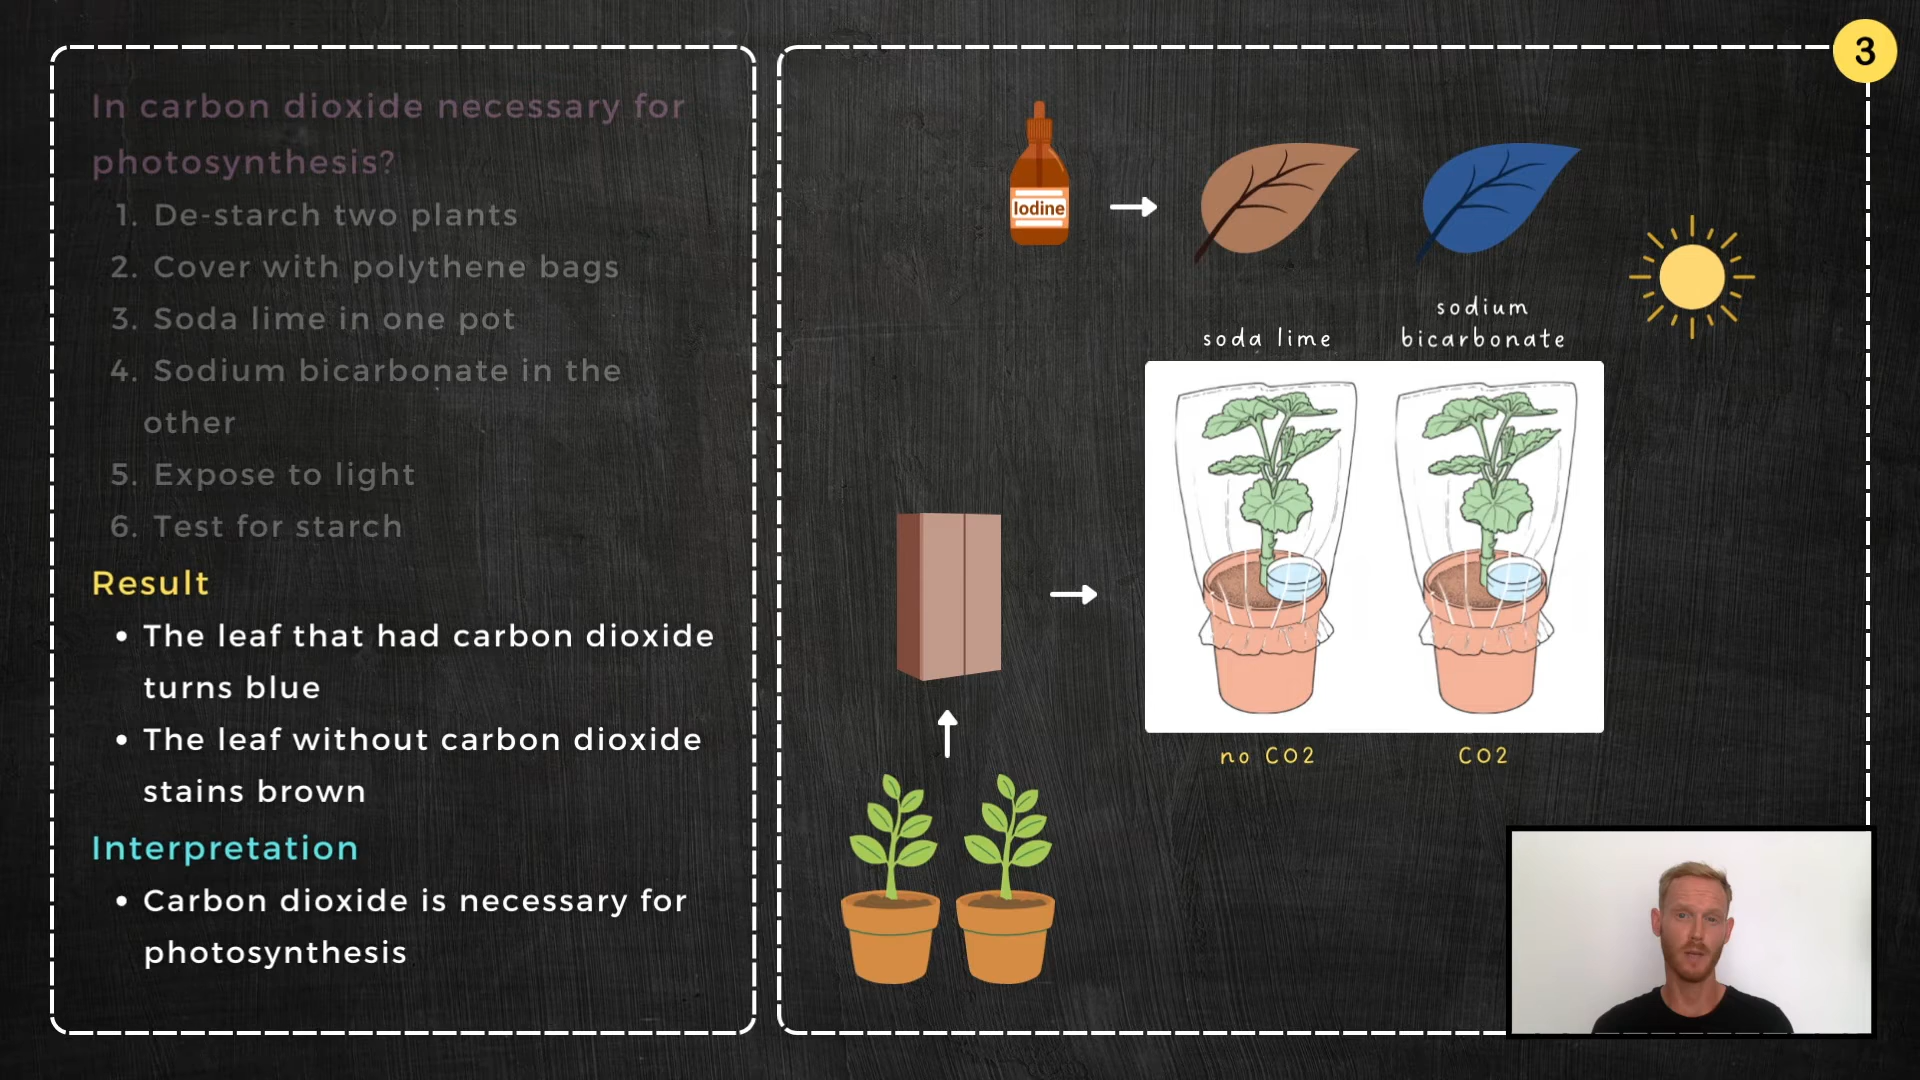 In carbon dioxide necessary for
photosynthesis?
1. De-starch two plants
2. Cover with polythene bags
3. Soda lime in one pot
4. Sodium bicarbonate in the
other
5. Expose to light
6. Test for starch
Result
• The leaf that had carbon dioxide
turns blue
• The leaf without carbon dioxide
stains brown
Interpretation
• Carbon dioxide is necessary for
photosynthesis
3
Iodine
soda lime
sodium
bicarbonate
no CO2
CO2